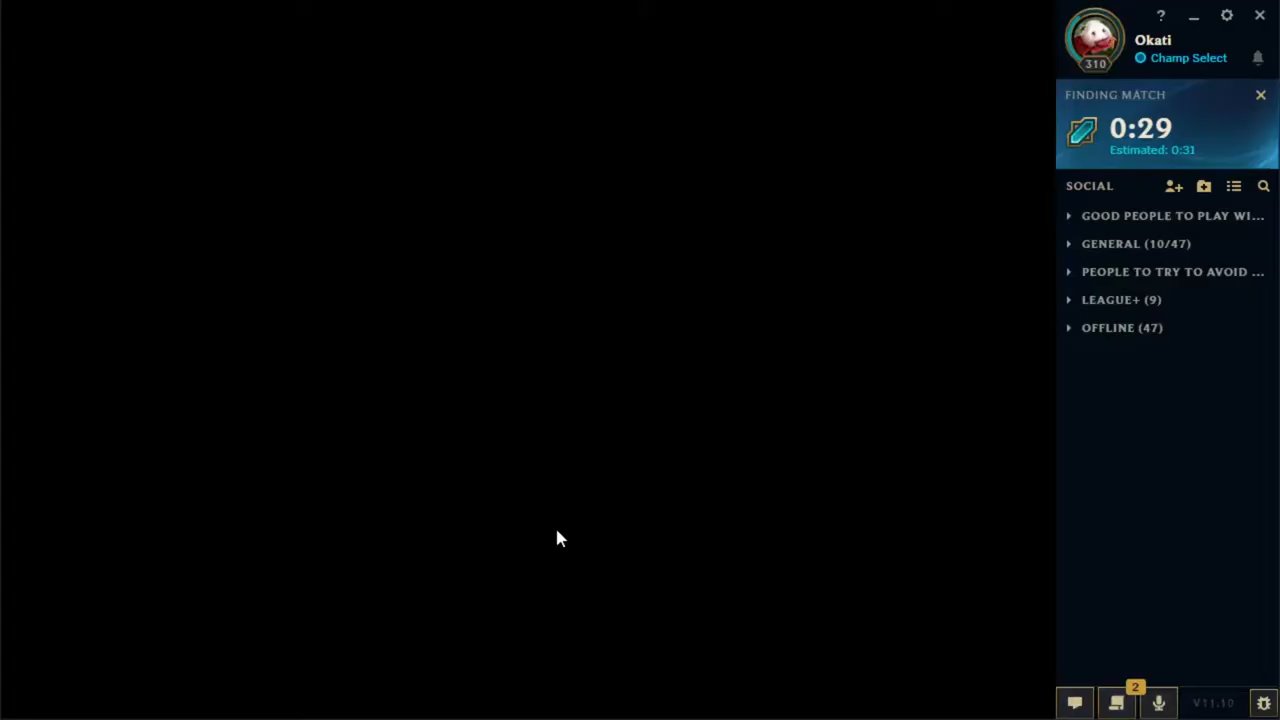 ?
Okati
310
Champ Select
FINDING MATCH
0:29
Estimated: 0:31
SOCIAL
GOOD PEOPLE TO PLAY WI...
GENERAL (10/47)
PEOPLE TO TRY TO AVOID ...
LEAGUE+ (9)
OFFLINE (47)
2
V11.10